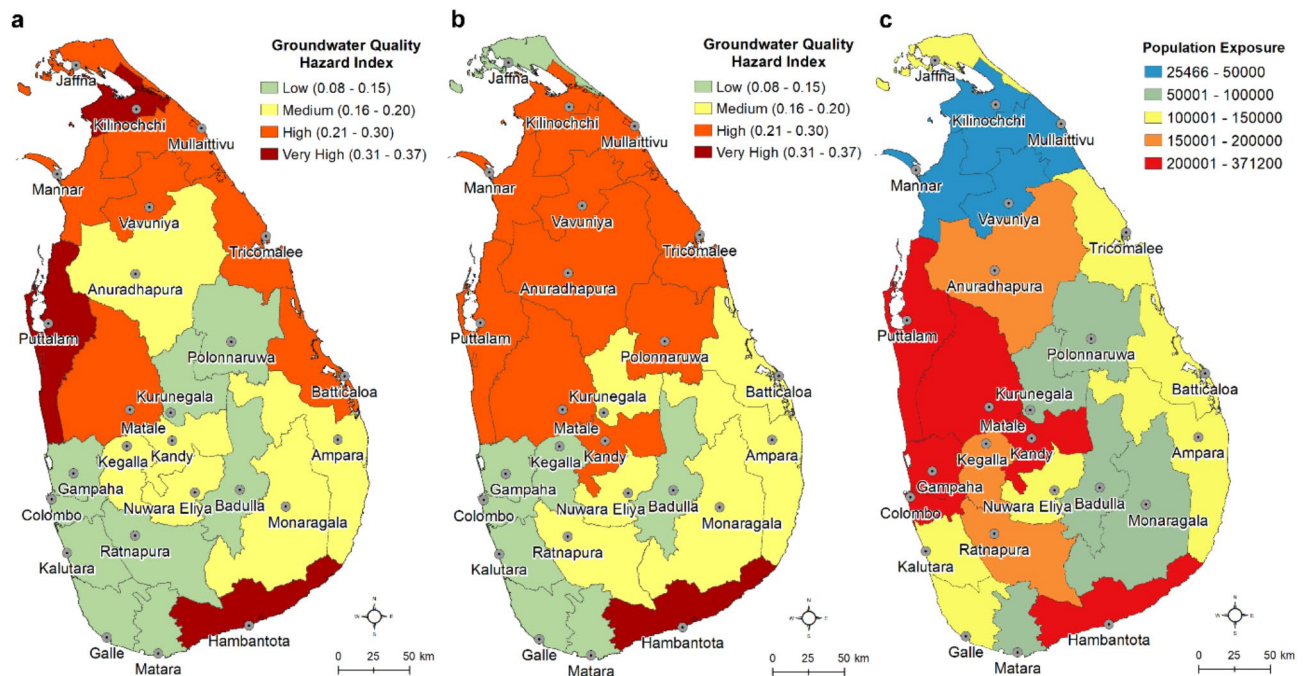 a
Groundwater Quality
Hazard Index
Low (0.08 - 0.15)
Medium (0.16 - 0.20)
High (0.21 - 0.30)
Very High (0.31 - 0.37)
Jaffna
Kilinochchi
Mullaittivu
Mannar
Vavuniya
Tricomalee
Anuradhapura
Puttalam
Polonnaruwa
Batticaloa
Kurunegala
Matale
Kegalla
Kandy
Ampara
Gampaha
Nuwara Eliya
Badulla
Colombo
Monaragala
Ratnapura
Kalutara
Hambantota
Galle
Matara
N
W
E
S
0 25 50 km
b
Groundwater Quality
Hazard Index
Low (0.08 - 0.15)
Medium (0.16 - 0.20)
High (0.21 - 0.30)
Very High (0.31 - 0.37)
Jaffna
Kilinochchi
Mullaittivu
Mannar
Vavuniya
Tricomalee
Anuradhapura
Puttalam
Polonnaruwa
Batticaloa
Kurunegala
Matale
Kegalla
Kandy
Ampara
Gampaha
Nuwara Eliya
Badulla
Colombo
Monaragala
Ratnapura
Kalutara
Hambantota
Galle
Matara
N
W
E
S
0 25 50 km
c
Population Exposure
25466 - 50000
50001 - 100000
100001 - 150000
150001 - 200000
200001 - 371200
Jaffna
Kilinochchi
Mullaittivu
Mannar
Vavuniya
Tricomalee
Anuradhapura
Puttalam
Polonnaruwa
Batticaloa
Kurunegala
Matale
Kegalla
Kandy
Ampara
Gampaha
Nuwara Eliya
Badulla
Colombo
Monaragala
Ratnapura
Kalutara
Hambantota
Galle
Matara
N
W
E
S
0 25 50 km